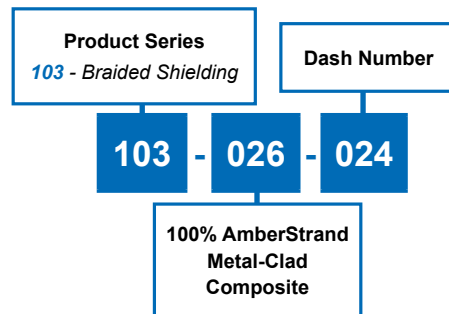 Product Series
103 - Braided Shielding
Dash Number
103 - 026 - 024
100% AmberStrand
Metal-Clad
Composite